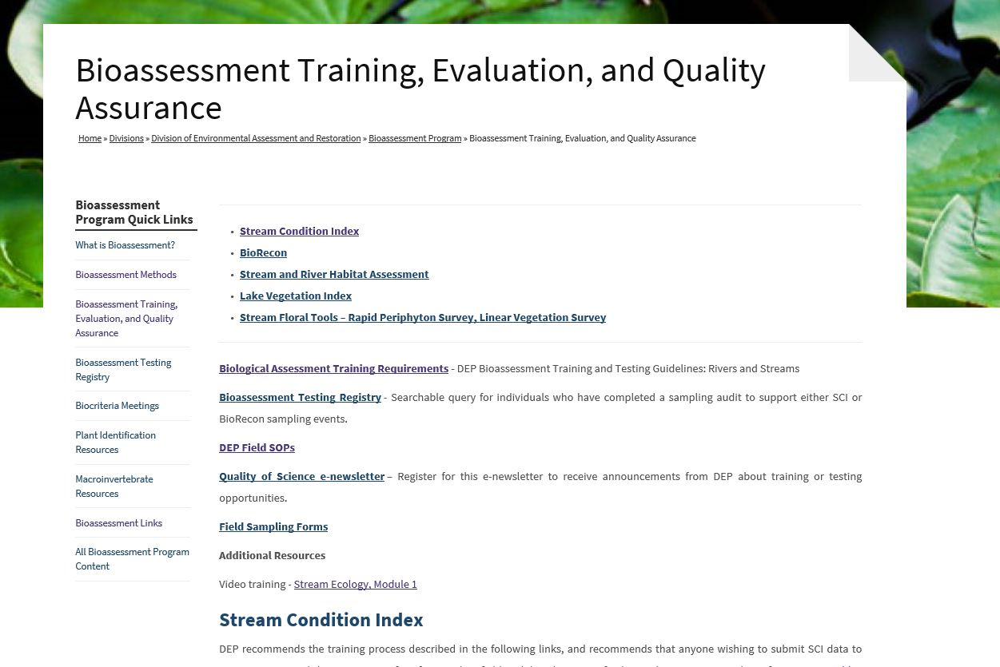 Bioassessment Training, Evaluation, and Quality
Assurance
Home » Divisions » Division of Environmental Assessment and Restoration » Bioassessment Program » Bioassessment Training, Evaluation, and Quality Assurance
Bioassessment
Program Quick Links
What is Bioassessment?
Bioassessment Methods
Bioassessment Training,
Evaluation, and Quality
Assurance
Bioassessment Testing
Registry
Biocriteria Meetings
Plant Identification
Resources
Macroinvertebrate
Resources
Bioassessment Links
All Bioassessment Program
Content
• Stream Condition Index
• BioRecon
• Stream and River Habitat Assessment
• Lake Vegetation Index
• Stream Floral Tools – Rapid Periphyton Survey, Linear Vegetation Survey
Biological Assessment Training Requirements - DEP Bioassessment Training and Testing Guidelines: Rivers and Streams
Bioassessment Testing Registry - Searchable query for individuals who have completed a sampling audit to support either SCI or
BioRecon sampling events.
DEP Field SOPs
Quality of Science e-newsletter – Register for this e-newsletter to receive announcements from DEP about training or testing
opportunities.
Field Sampling Forms
Additional Resources
Video training - Stream Ecology, Module 1
Stream Condition Index
DEP recommends the training process described in the following links, and recommends that anyone wishing to submit SCI data to